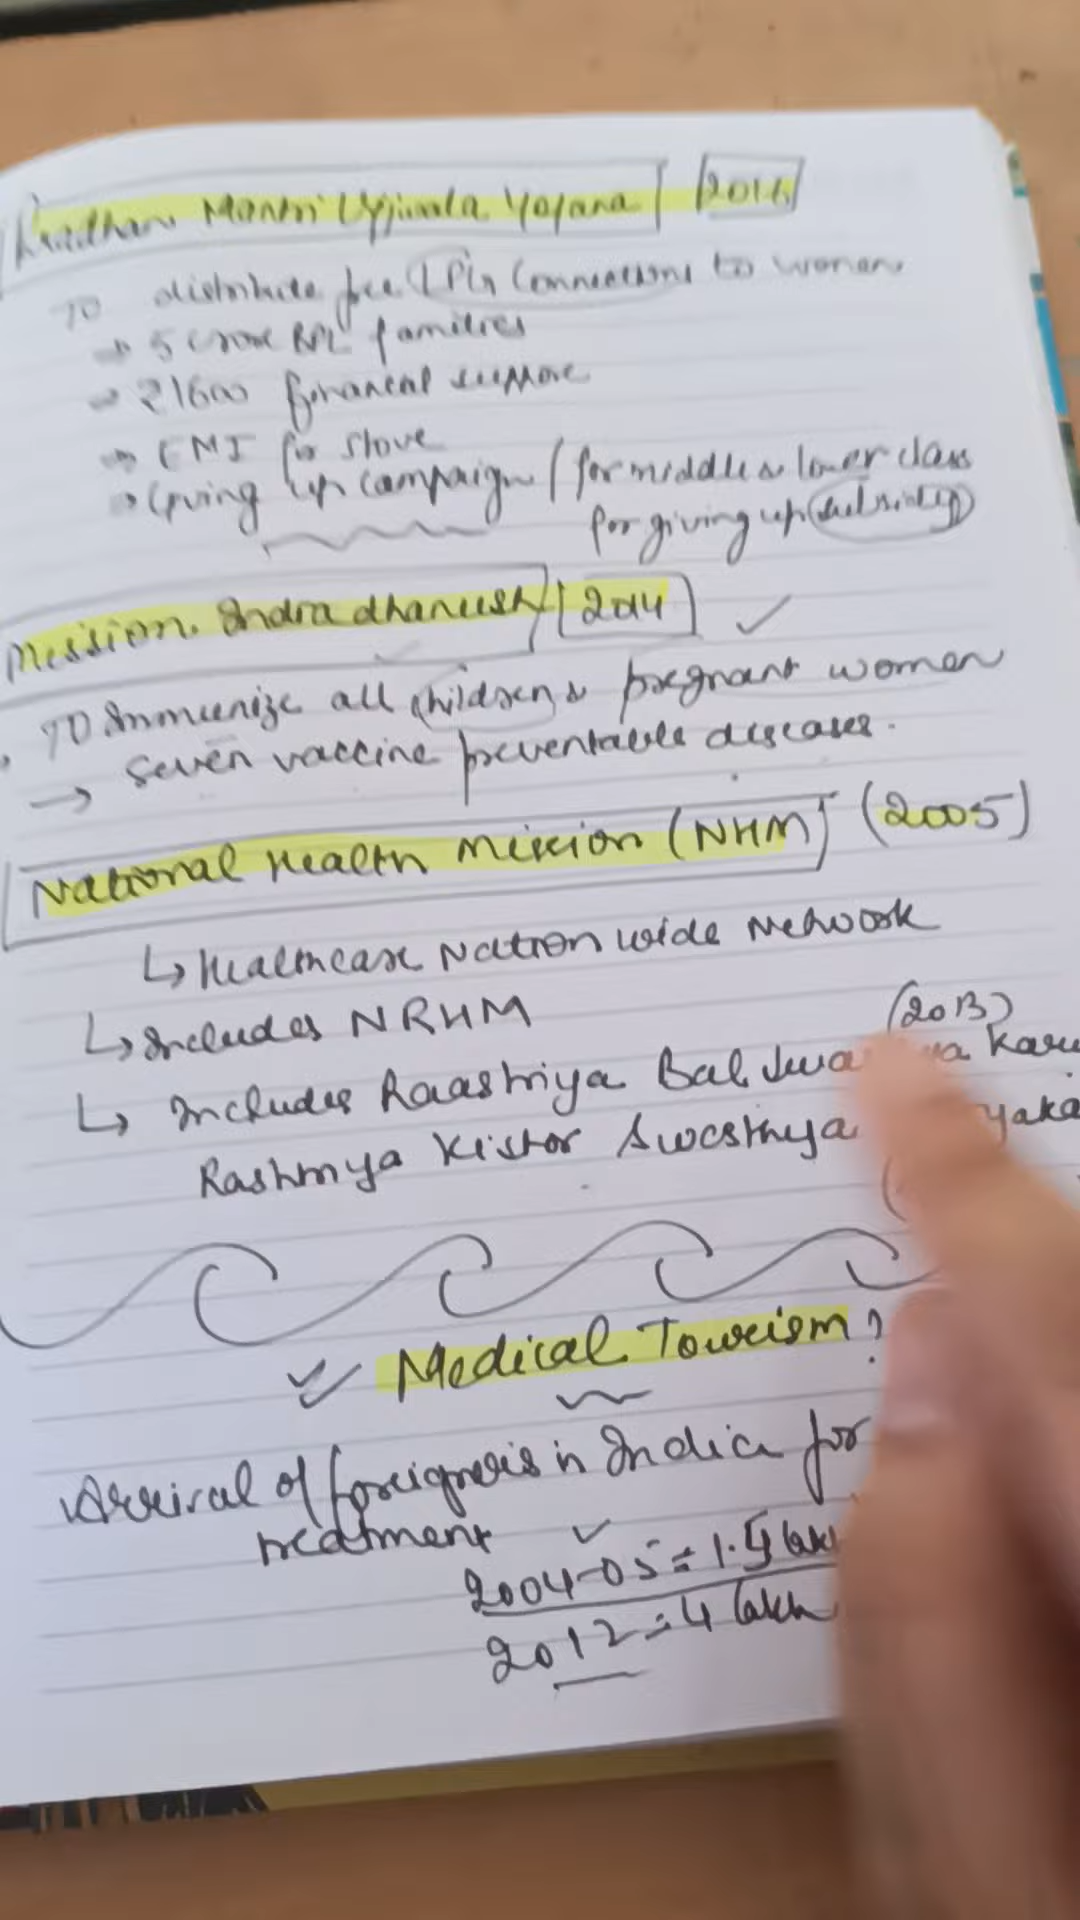 Pradhan Mantri Ujjwala Yojana 2016
TO distribute free LPG Connections to women
→ 5 crore BPL families
→ ₹1600 financial support
→ EMI for stove
→ Giving up campaign / for middle & lower class
for giving up subsidy
Mission Indradhanush 2014
TO Immunize all children & pregnant women
→ Seven vaccine preventable diseases.
National Health Mission (NHM) (2005)
↳ Healthcare Nation wide Network
↳ Includes NRHM
(2013)
↳ Includes Raashtriya Bal
Rashtriya Kishor Swasthya
Medical Tourism?
Arrival of foreigners in India for
treatment
2004-05 = 1.5 lakh
2012 = 4 lakh